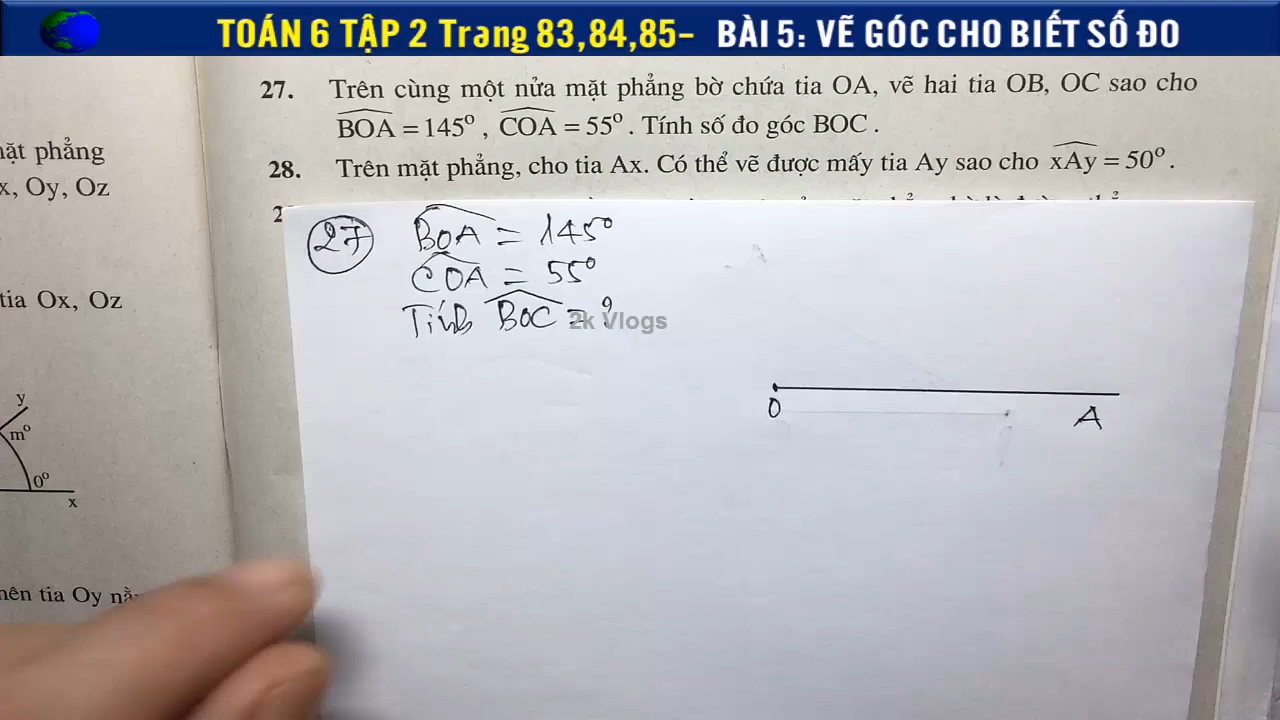 TOÁN 6 TẬP 2 Trang 83,84,85- BÀI 5: VẼ GÓC CHO BIẾT SỐ ĐO
27. Trên cùng một nửa mặt phẳng bờ chứa tia OA, vẽ hai tia OB, OC sao cho
BOA = 145°, COA = 55°. Tính số đo góc BOC.
28. Trên mặt phẳng, cho tia Ax. Có thể vẽ được mấy tia Ay sao cho xAy = 50°.
mặt phẳng
x, Oy, Oz
tia Ox, Oz
y
m°
0°
x
nên tia Oy
27
BOA = 145°
COA = 55°
Tính BOC = ?
2k Vlogs
O
A